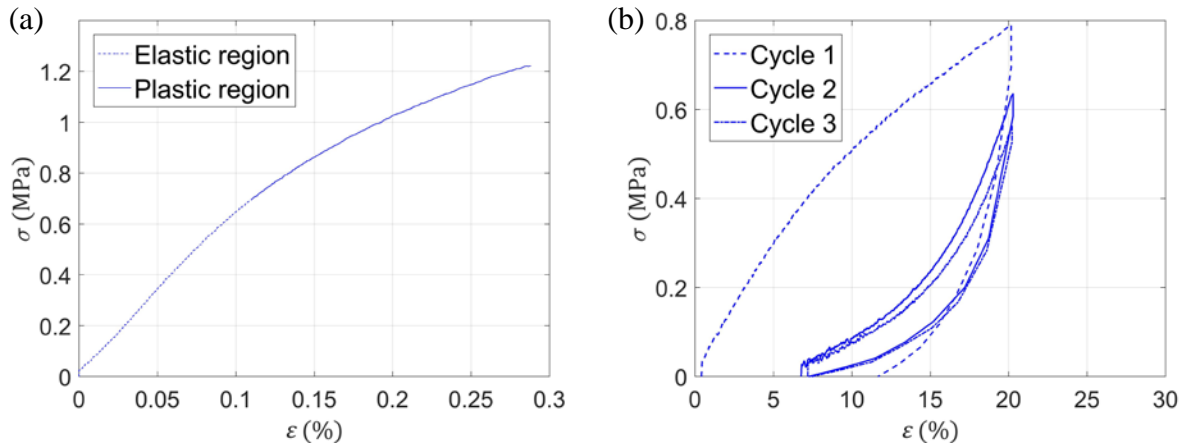 (a)
Elastic region
Plastic region
σ (MPa)
1.2
1
0.8
0.6
0.4
0.2
0
0 0.05 0.1 0.15 0.2 0.25 0.3
ε (%)
(b)
Cycle 1
Cycle 2
Cycle 3
σ (MPa)
0.8
0.6
0.4
0.2
0
0 5 10 15 20 25 30
ε (%)